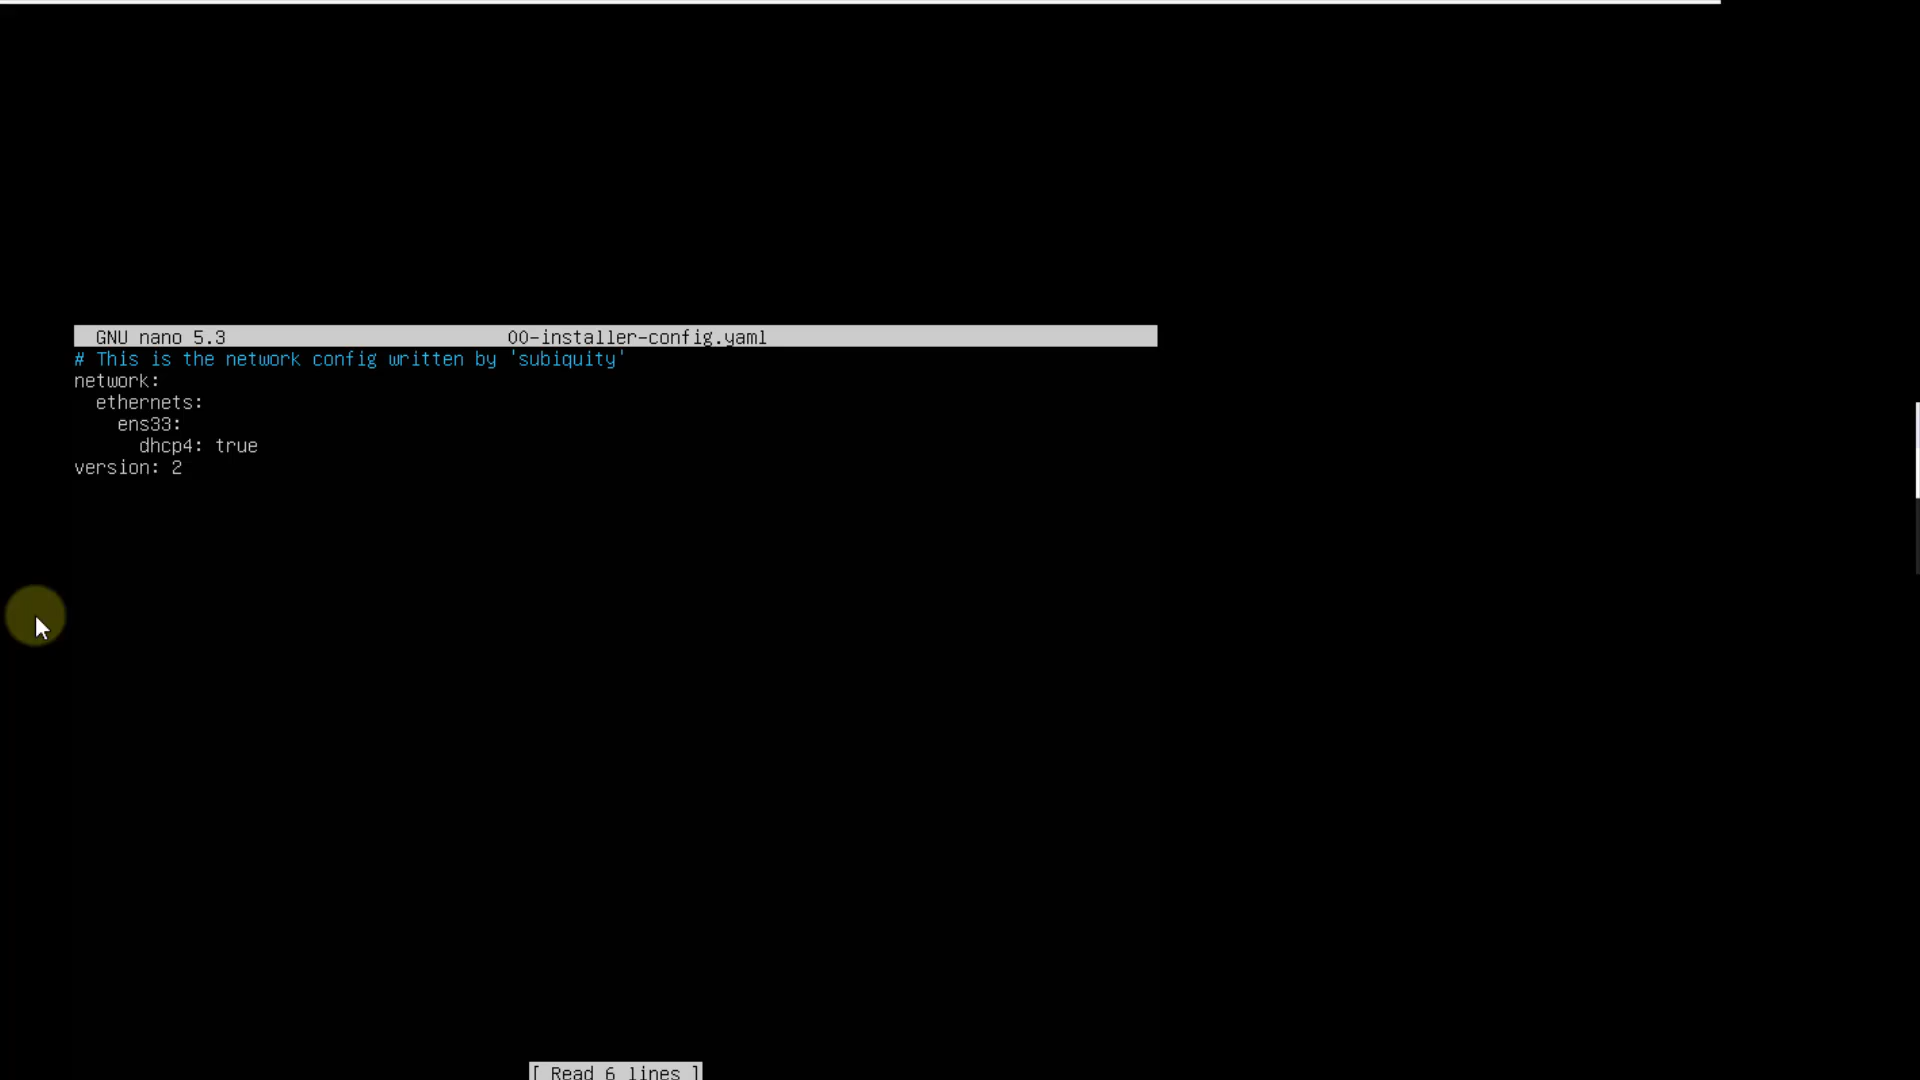 GNU nano 5.3 00-installer-config.yaml
# This is the network config written by 'subiquity'
network:
  ethernets:
    ens33:
      dhcp4: true
version: 2
[ Read 6 lines ]